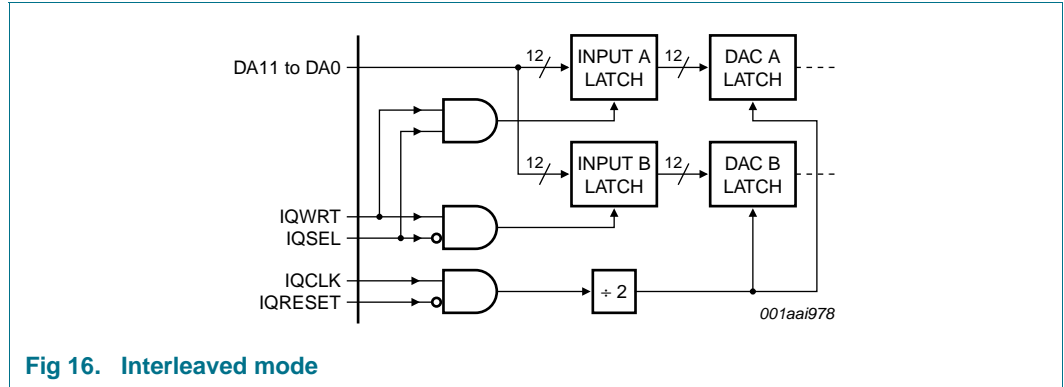 DA11 to DA0
12
INPUT A
LATCH
12
DAC A
LATCH
12
INPUT B
LATCH
12
DAC B
LATCH
IQWRT
IQSEL
IQCLK
IQRESET
÷ 2
001aai978
Fig 16. Interleaved mode